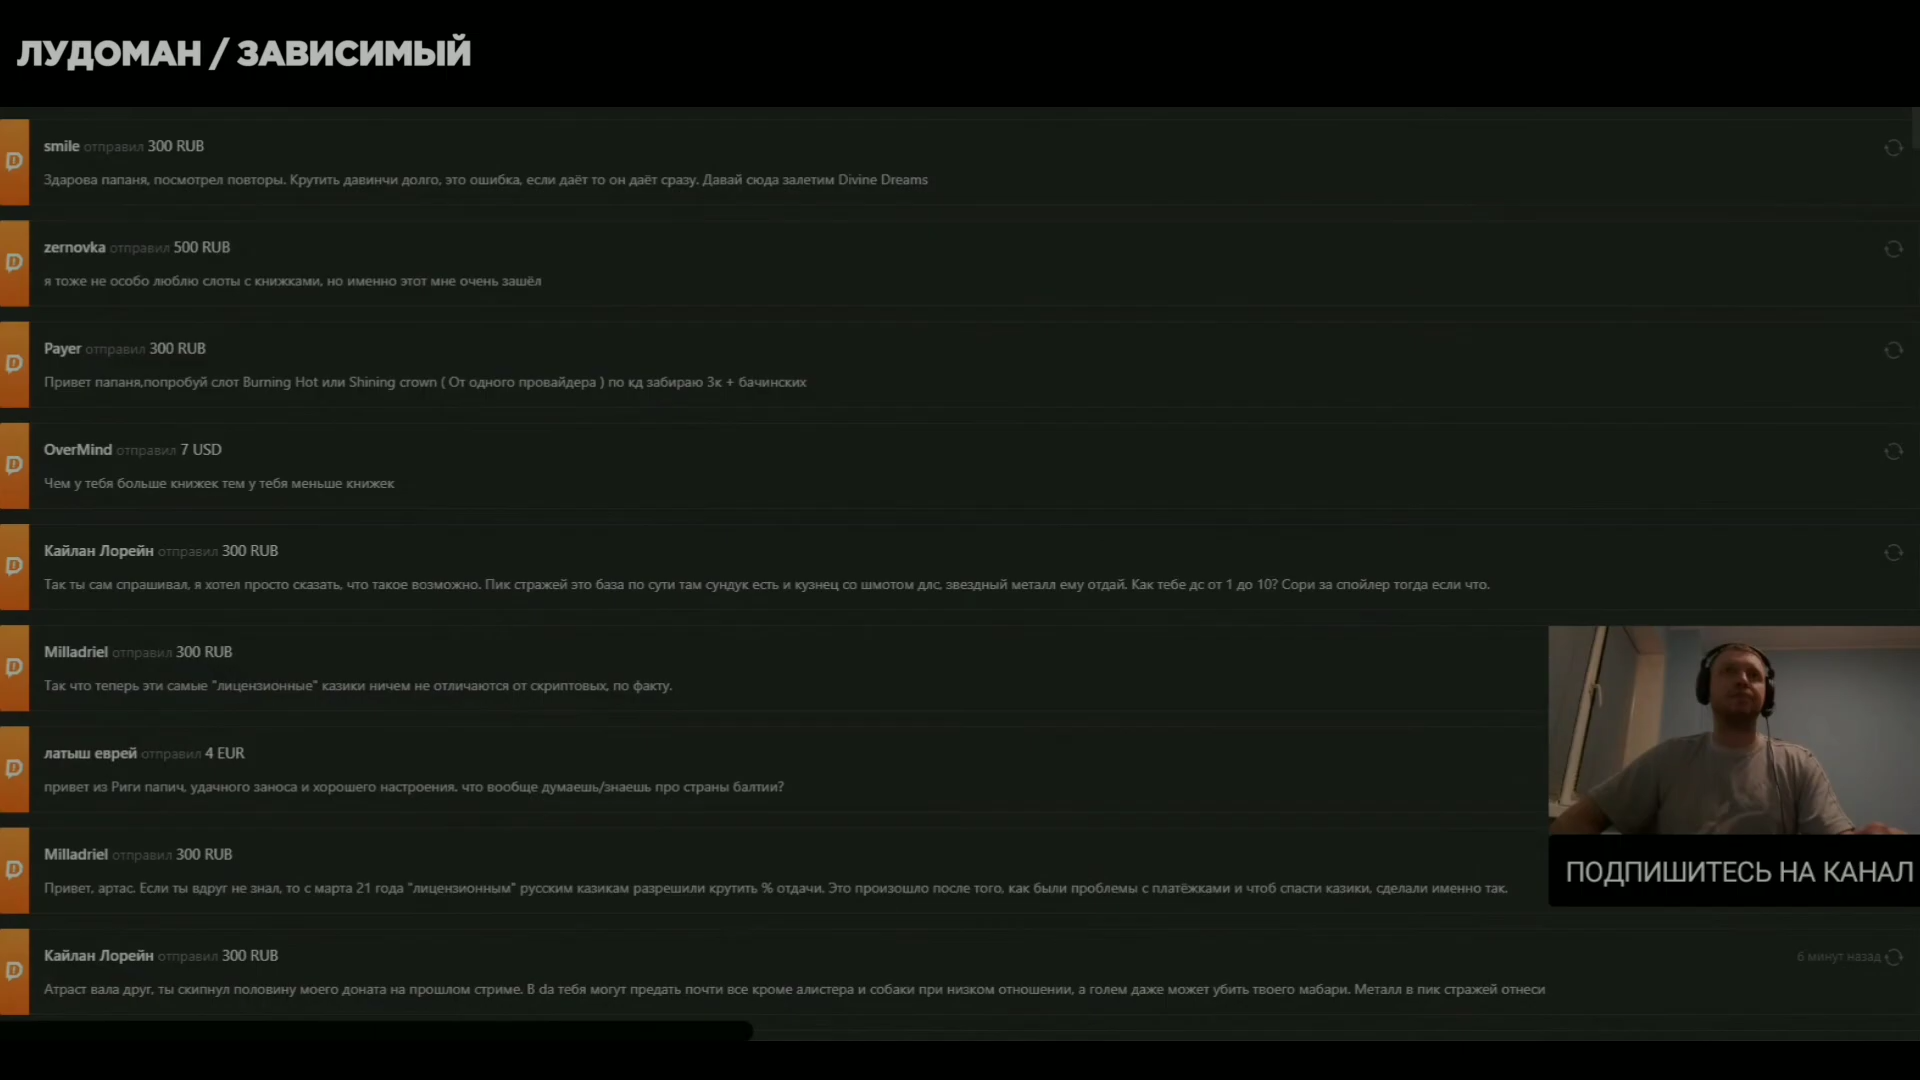 ЛУДОМАН / ЗАВИСИМЫЙ
smile отправил 300 RUB
Здарова папаня, посмотрел повторы. Крутить давинчи долго, это ошибка, если даёт то он даёт сразу. Давай сюда залетим Divine Dreams
zernovka отправил 500 RUB
я тоже не особо люблю слоты с книжками, но именно этот мне очень зашёл
Payer отправил 300 RUB
Привет папаня,попробуй слот Burning Hot или Shining crown ( От одного провайдера ) по кд забираю 3к + бачинских
OverMind отправил 7 USD
Чем у тебя больше книжек тем у тебя меньше книжек
Кайлан Лорейн отправил 300 RUB
Так ты сам спрашивал, я хотел просто сказать, что такое возможно. Пик стражей это база по сути там сундук есть и кузнец со шмотом длс, звездный металл ему отдай. Как тебе дс от 1 до 10? Сори за спойлер тогда если что.
Milladriel отправил 300 RUB
Так что теперь эти самые "лицензионные" казики ничем не отличаются от скриптовых, по факту.
латыш еврей отправил 4 EUR
привет из Риги папич, удачного заноса и хорошего настроения. что вообще думаешь/знаешь про страны балтии?
Milladriel отправил 300 RUB
Привет, артас. Если ты вдруг не знал, то с марта 21 года "лицензионным" русским казикам разрешили крутить % отдачи. Это произошло после того, как были проблемы с платёжками и чтоб спасти казики, сделали именно так.
ПОДПИШИТЕСЬ НА КАНАЛ
Кайлан Лорейн отправил 300 RUB
6 минут назад
Атраст вала друг, ты скипнул половину моего доната на прошлом стриме. В da тебя могут предать почти все кроме алистера и собаки при низком отношении, а голем даже может убить твоего мабари. Металл в пик стражей отнеси